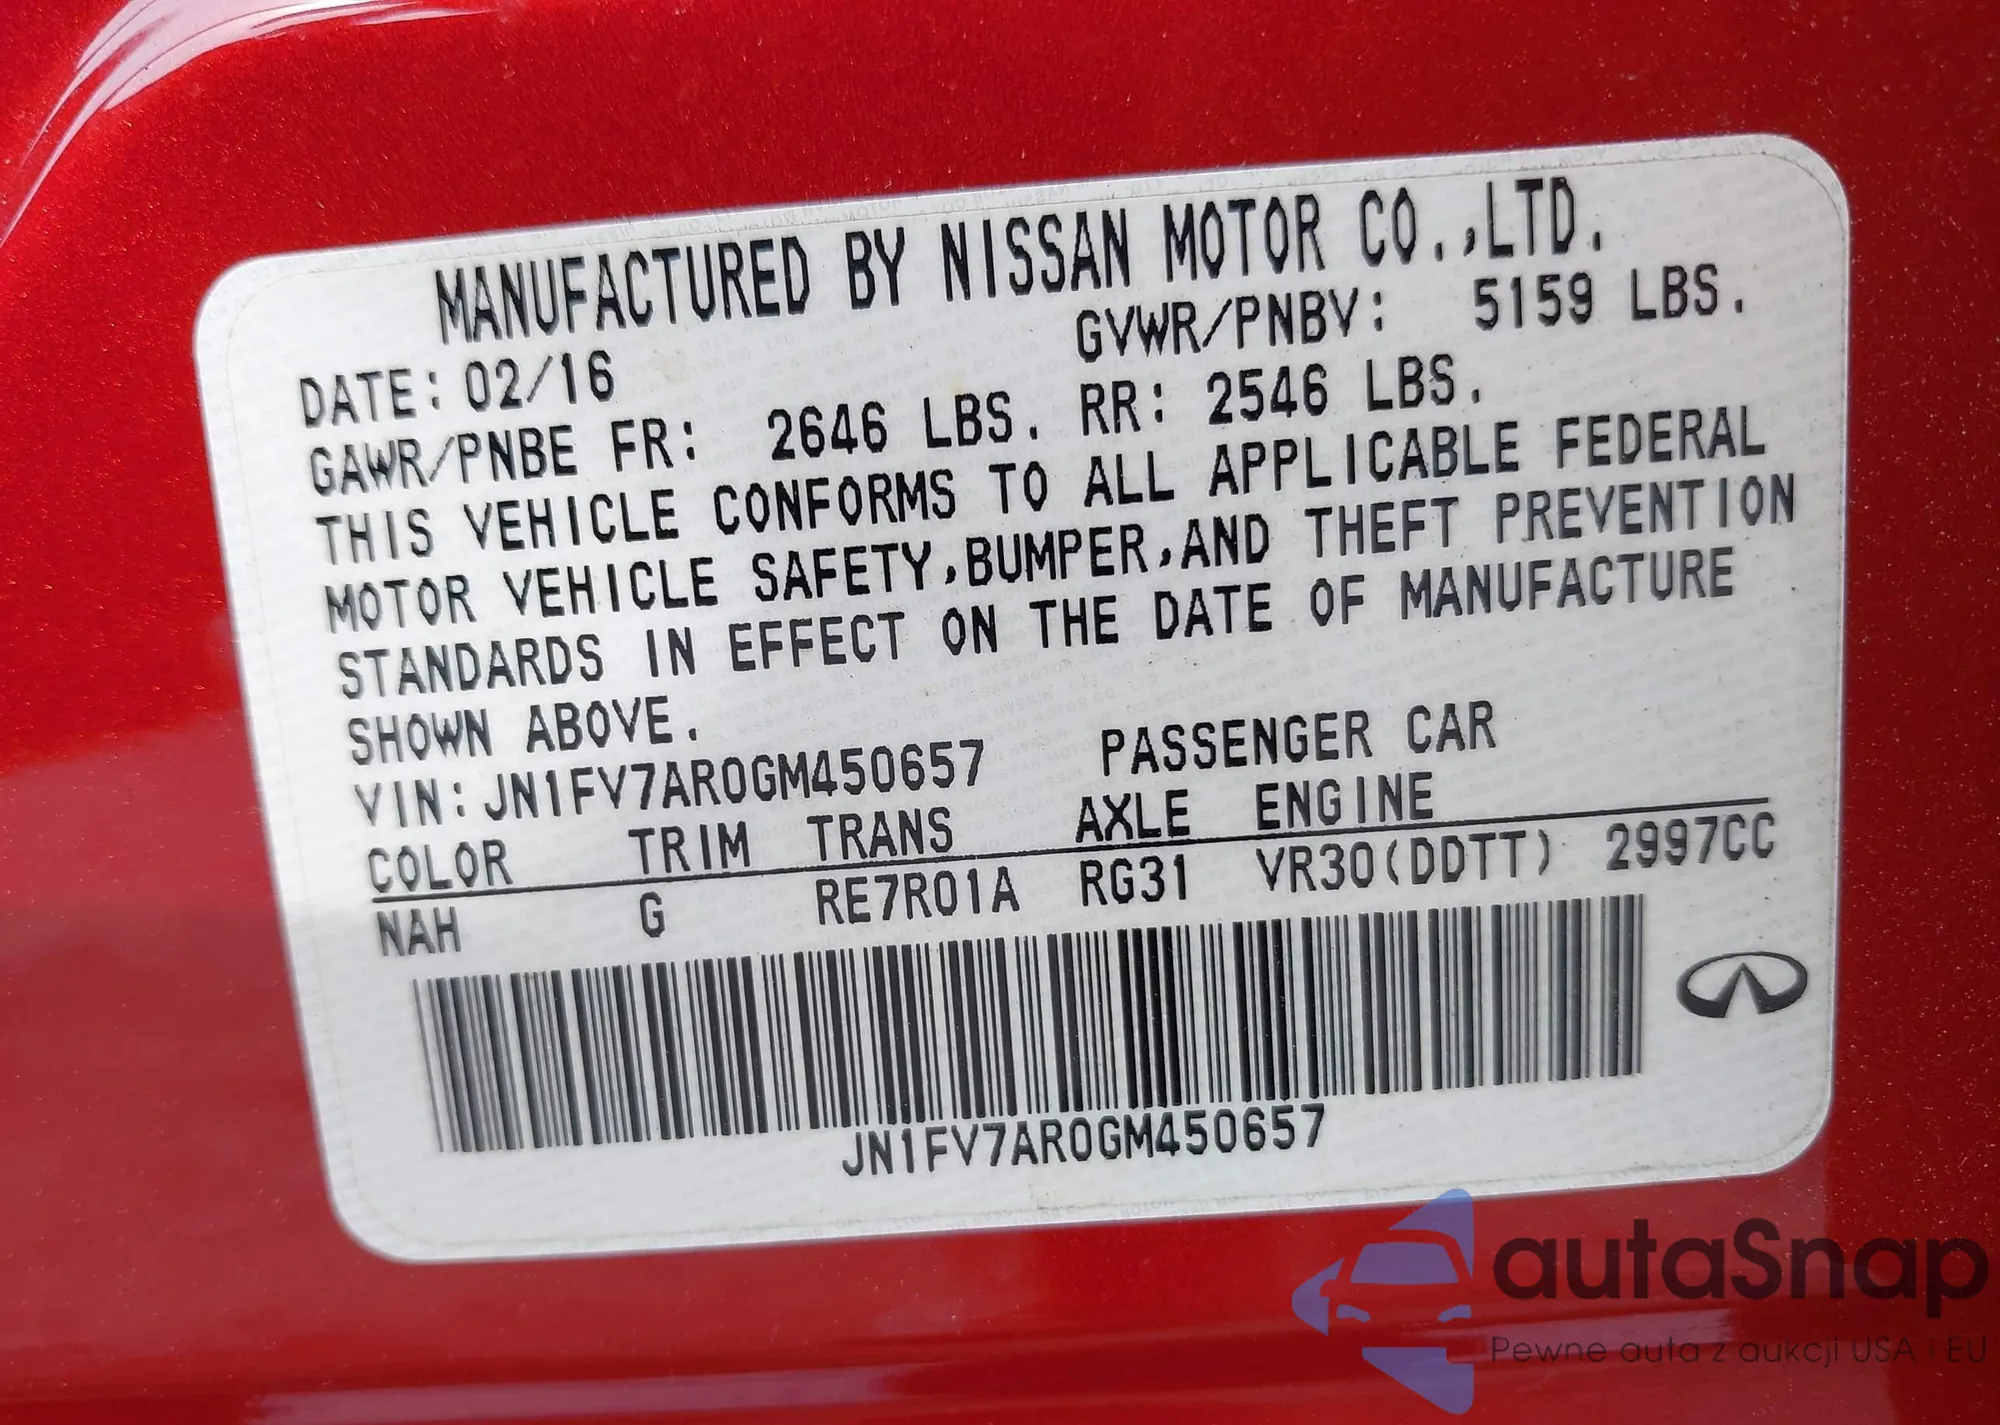 MANUFACTURED BY NISSAN MOTOR CO.,LTD.
DATE: 02/16 GVWR/PNBV: 5159 LBS.
GAWR/PNBE FR: 2646 LBS. RR: 2546 LBS.
THIS VEHICLE CONFORMS TO ALL APPLICABLE FEDERAL
MOTOR VEHICLE SAFETY,BUMPER,AND THEFT PREVENTION
STANDARDS IN EFFECT ON THE DATE OF MANUFACTURE
SHOWN ABOVE.
VIN: JN1FV7AR0GM450657 PASSENGER CAR
COLOR TRIM TRANS AXLE ENGINE
NAH G RE7R01A RG31 VR30(DDTT) 2997CC
JN1FV7AR0GM450657
autaSnap
Pewne auta z aukcji USA i EU